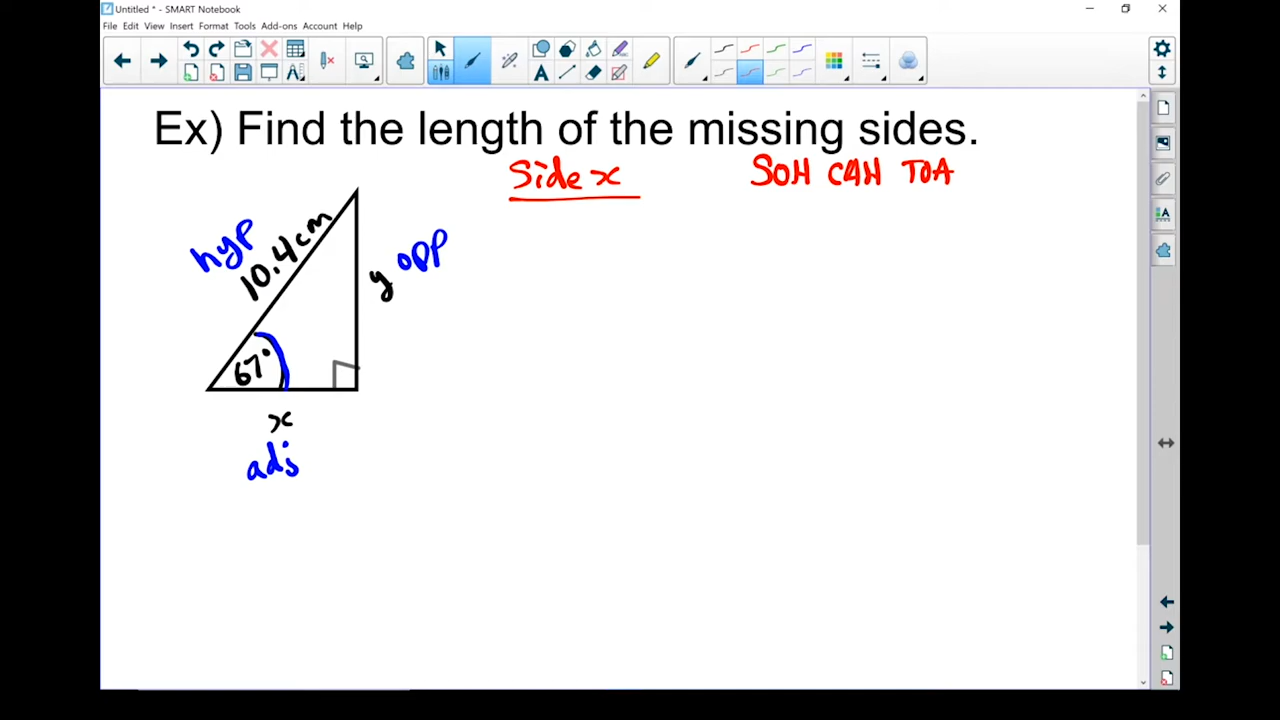 Untitled * - SMART Notebook
File Edit View Insert Format Tools Add-ons Account Help
Ex) Find the length of the missing sides.
Side x
SOH CAH TOA
hyp
10.4cm
y opp
67°
x
adj